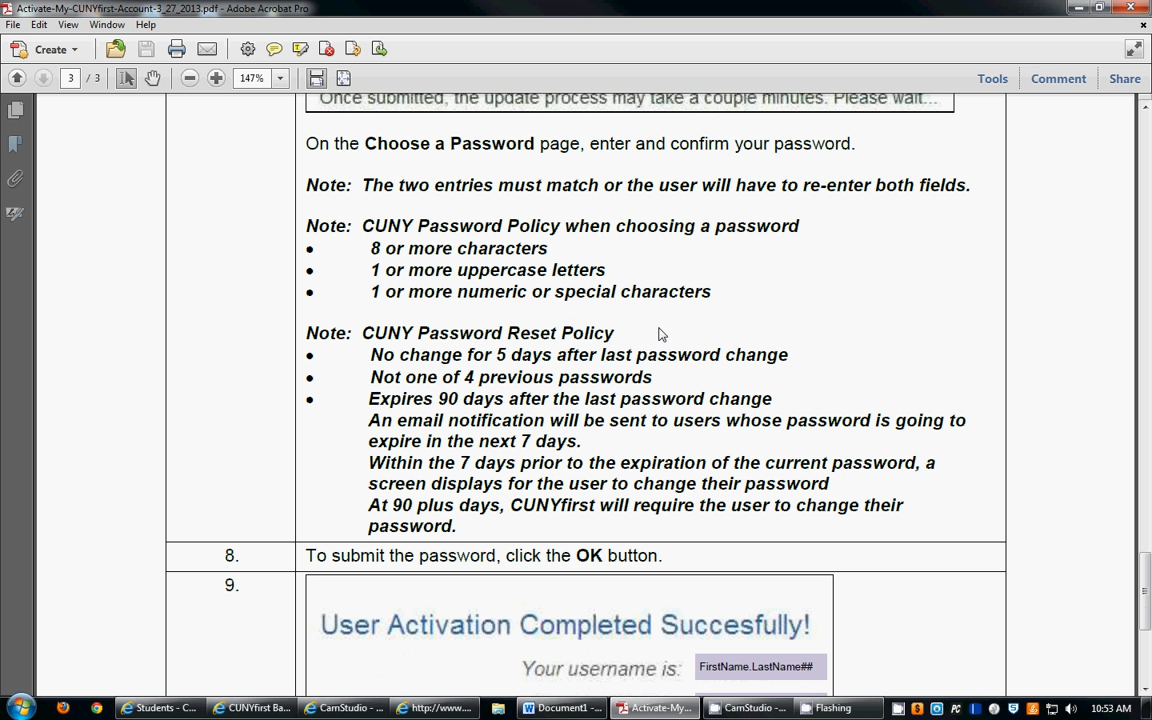 Activate-My-CUNYfirst-Account-3_27_2013.pdf - Adobe Acrobat Pro
File Edit View Window Help
Create
3 / 3 147% Tools Comment Share
Once submitted, the update process may take a couple minutes. Please wait...
On the Choose a Password page, enter and confirm your password.
Note: The two entries must match or the user will have to re-enter both fields.
Note: CUNY Password Policy when choosing a password
• 8 or more characters
• 1 or more uppercase letters
• 1 or more numeric or special characters
Note: CUNY Password Reset Policy
• No change for 5 days after last password change
• Not one of 4 previous passwords
• Expires 90 days after the last password change
An email notification will be sent to users whose password is going to
expire in the next 7 days.
Within the 7 days prior to the expiration of the current password, a
screen displays for the user to change their password
At 90 plus days, CUNYfirst will require the user to change their
password.
8. To submit the password, click the OK button.
9.
User Activation Completed Succesfully!
Your username is: FirstName.LastName##
Students - C... CUNYfirst Ba... CamStudio - ... http://www.... Document1 - ... Activate-My-... CamStudio -... Flashing PC 10:53 AM